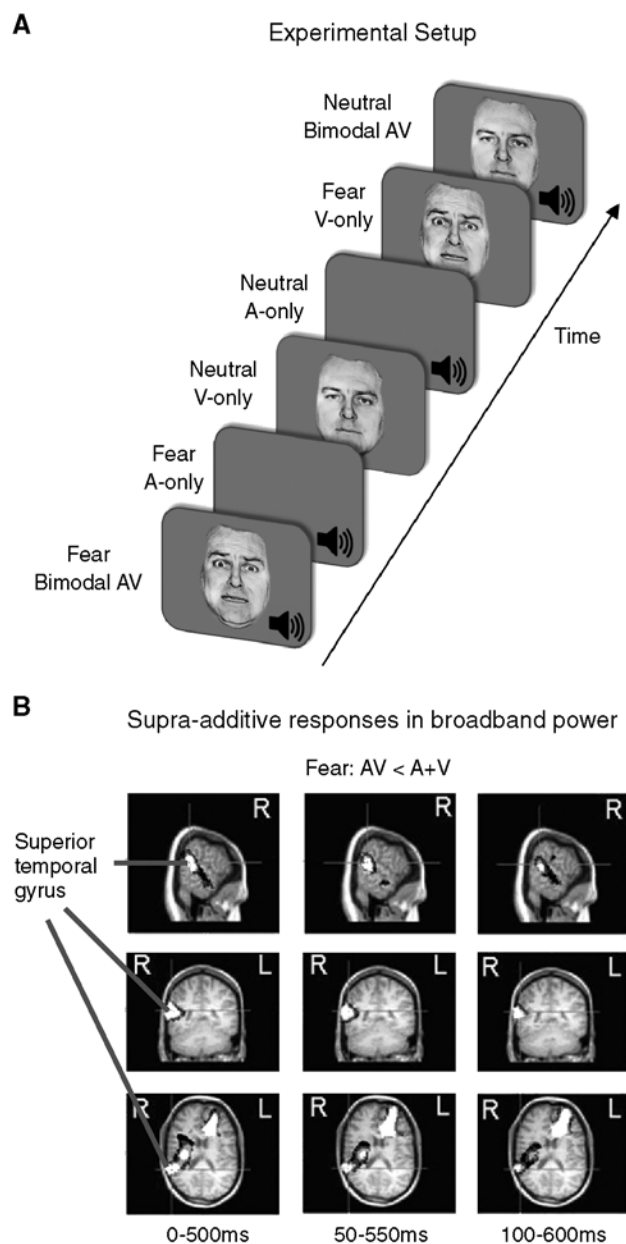 A
Experimental Setup
Neutral
Bimodal AV
Fear
V-only
Neutral
A-only
Time
Neutral
V-only
Fear
A-only
Fear
Bimodal AV
B
Supra-additive responses in broadband power
Fear: AV < A+V
R
R
R
Superior
temporal
gyrus
R L
R L
R L
R L
R L
R L
0-500ms
50-550ms
100-600ms